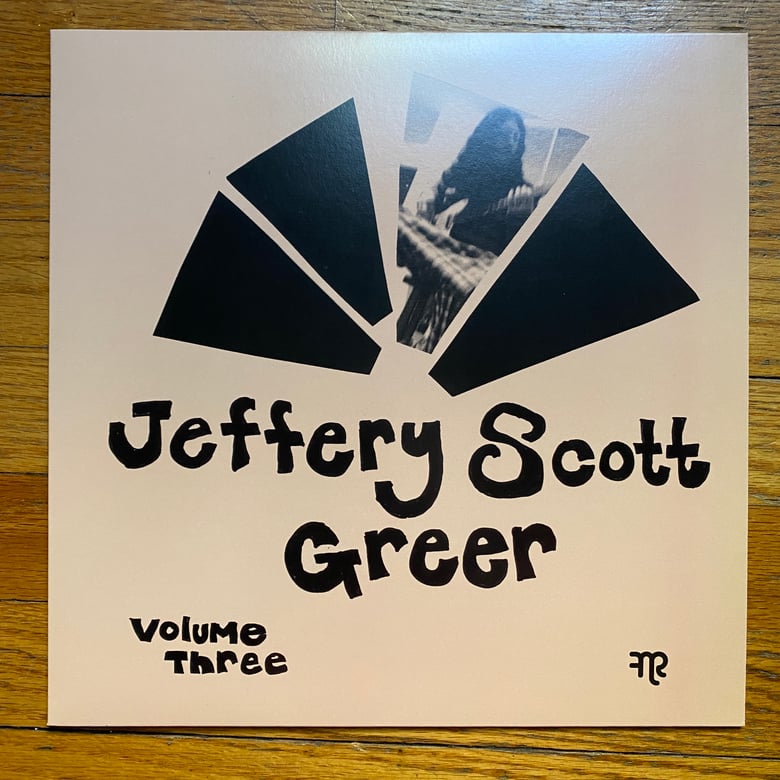 Jeffery Scott
Greer
Volume
Three